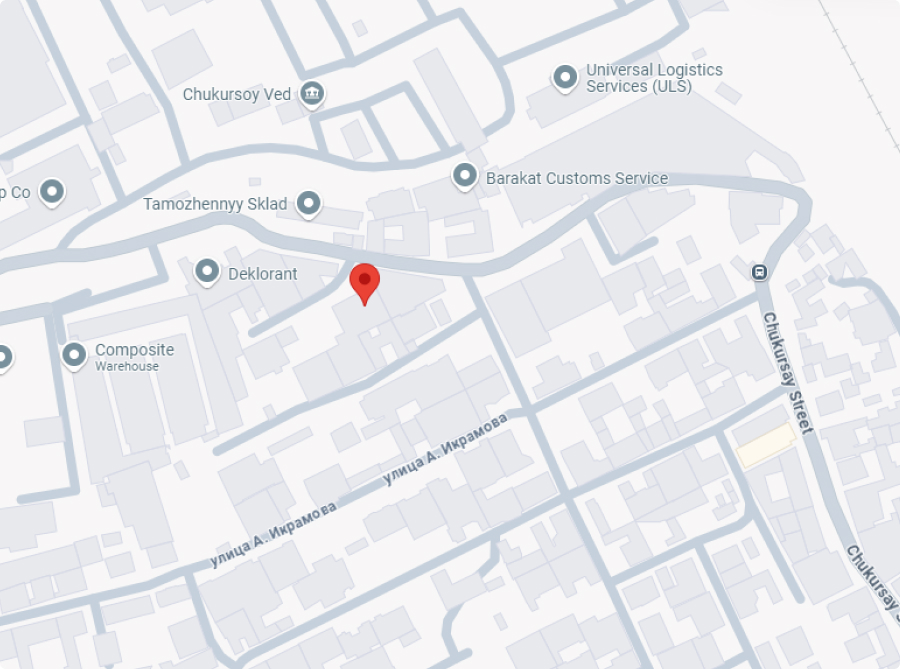 Universal Logistics
Services (ULS)
Chukursoy Ved
Barakat Customs Service
p Co
Tamozhennyy Sklad
Deklorant
Composite
Warehouse
Chukursay Street
улица А. Икрамова
улица А. Икрамова
Chukursay S